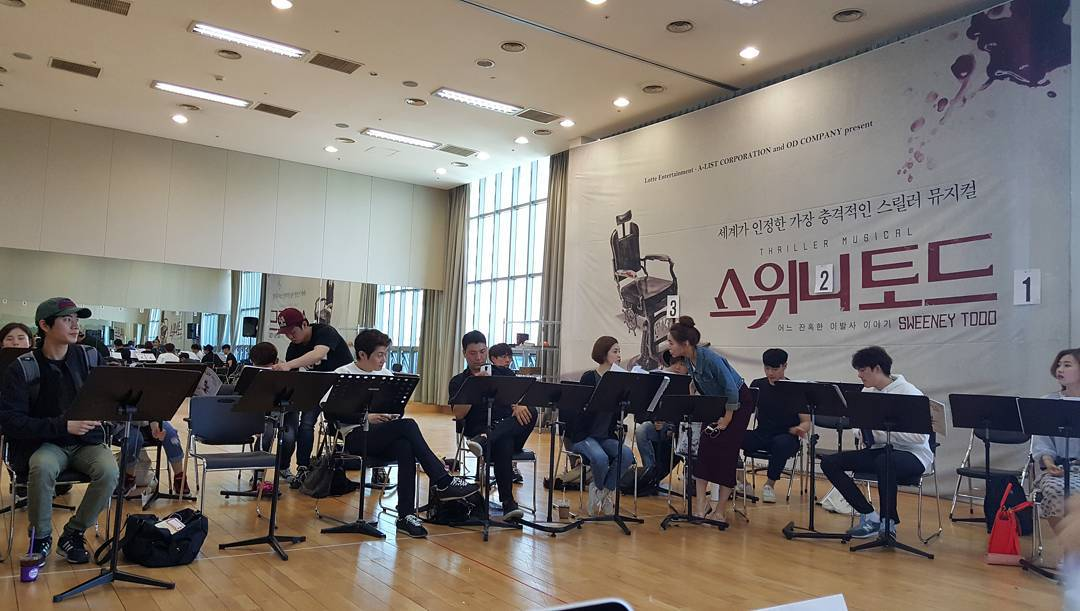 Lotte Entertainment · A-LIST CORPORATION and OD COMPANY present
세계가 인정한 가장 충격적인 스릴러 뮤지컬
THRILLER MUSICAL
스위니토드
어느 잔혹한 이발사 이야기 SWEENEY TODD
3
2
1